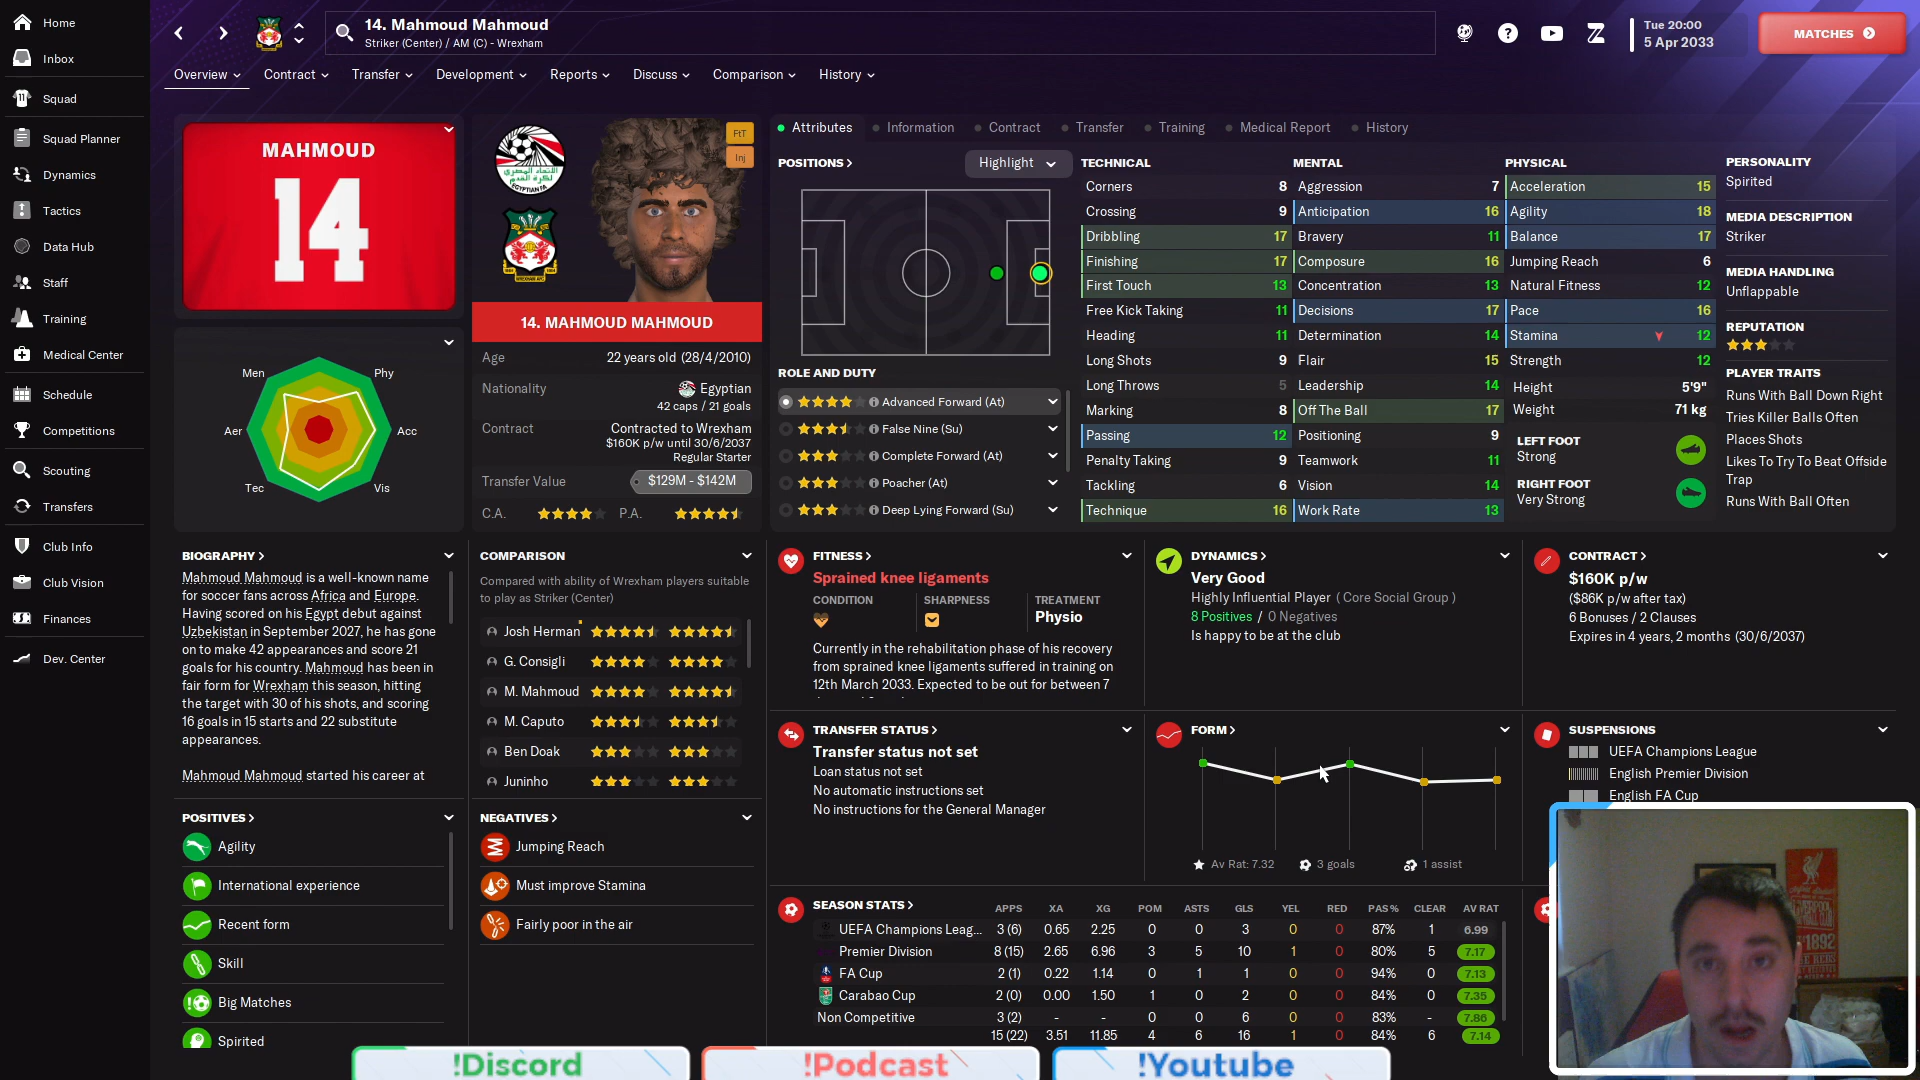 Home
Inbox
Squad
Squad Planner
Dynamics
Tactics
Data Hub
Staff
Training
Medical Center
Schedule
Competitions
Scouting
Transfers
Club Info
Club Vision
Finances
Dev. Center
14. Mahmoud Mahmoud
Striker (Center) / AM (C) - Wrexham
Tue 20:00
5 Apr 2033
MATCHES
Overview
Contract
Transfer
Development
Reports
Discuss
Comparison
History
MAHMOUD
14
Men
Phy
Aer
Acc
Tec
Vis
FtT
Inj
14. MAHMOUD MAHMOUD
Age 22 years old (28/4/2010)
Nationality Egyptian
42 caps / 21 goals
Contract Contracted to Wrexham
$160K p/w until 30/6/2037
Regular Starter
Transfer Value $129M - $142M
C.A. P.A.
Attributes
Information
Contract
Transfer
Training
Medical Report
History
POSITIONS >
Highlight
ROLE AND DUTY
Advanced Forward (At)
False Nine (Su)
Complete Forward (At)
Poacher (At)
Deep Lying Forward (Su)
TECHNICAL
Corners 8
Crossing 9
Dribbling 17
Finishing 17
First Touch 13
Free Kick Taking 11
Heading 11
Long Shots 9
Long Throws 5
Marking 8
Passing 12
Penalty Taking 9
Tackling 6
Technique 16
MENTAL
Aggression 7
Anticipation 16
Bravery 11
Composure 16
Concentration 13
Decisions 17
Determination 14
Flair 15
Leadership 14
Off The Ball 17
Positioning 9
Teamwork 11
Vision 14
Work Rate 13
PHYSICAL
Acceleration 15
Agility 18
Balance 17
Jumping Reach 6
Natural Fitness 12
Pace 16
Stamina 12
Strength 12
Height 5'9"
Weight 71 kg
LEFT FOOT
Strong
RIGHT FOOT
Very Strong
PERSONALITY
Spirited
MEDIA DESCRIPTION
Striker
MEDIA HANDLING
Unflappable
REPUTATION
PLAYER TRAITS
Runs With Ball Down Right
Tries Killer Balls Often
Places Shots
Likes To Try To Beat Offside
Trap
Runs With Ball Often
BIOGRAPHY >
Mahmoud Mahmoud is a well-known name
for soccer fans across Africa and Europe.
Having scored on his Egypt debut against
Uzbekistan in September 2027, he has gone
on to make 42 appearances and score 21
goals for his country. Mahmoud has been in
fair form for Wrexham this season, hitting
the target with 30 of his shots, and scoring
16 goals in 15 starts and 22 substitute
appearances.
Mahmoud Mahmoud started his career at
COMPARISON
Compared with ability of Wrexham players suitable
to play as Striker (Center)
Josh Herman
G. Consigli
M. Mahmoud
M. Caputo
Ben Doak
Juninho
FITNESS >
Sprained knee ligaments
CONDITION
SHARPNESS
TREATMENT
Physio
Currently in the rehabilitation phase of his recovery
from sprained knee ligaments suffered in training on
12th March 2033. Expected to be out for between 7
DYNAMICS >
Very Good
Highly Influential Player ( Core Social Group )
8 Positives / 0 Negatives
Is happy to be at the club
CONTRACT >
$160K p/w
($86K p/w after tax)
6 Bonuses / 2 Clauses
Expires in 4 years, 2 months (30/6/2037)
TRANSFER STATUS >
Transfer status not set
Loan status not set
No automatic instructions set
No instructions for the General Manager
FORM >
Av Rat: 7.32
3 goals
1 assist
SUSPENSIONS
UEFA Champions League
English Premier Division
English FA Cup
POSITIVES >
Agility
International experience
Recent form
Skill
Big Matches
Spirited
NEGATIVES >
Jumping Reach
Must improve Stamina
Fairly poor in the air
SEASON STATS > APPS XA XG POM ASTS GLS YEL RED PAS% CLEAR AV RAT
UEFA Champions Leag... 3 (6) 0.65 2.25 0 0 3 0 0 87% 1 6.99
Premier Division 8 (15) 2.65 6.96 3 5 10 1 0 80% 5 7.17
FA Cup 2 (1) 0.22 1.14 0 1 1 0 0 94% 0 7.13
Carabao Cup 2 (0) 0.00 1.50 1 0 2 0 0 84% 0 7.35
Non Competitive 3 (2) - - 0 0 6 0 0 83% - 7.86
15 (22) 3.51 11.85 4 6 16 1 0 84% 6 7.14
!Discord
!Podcast
!Youtube